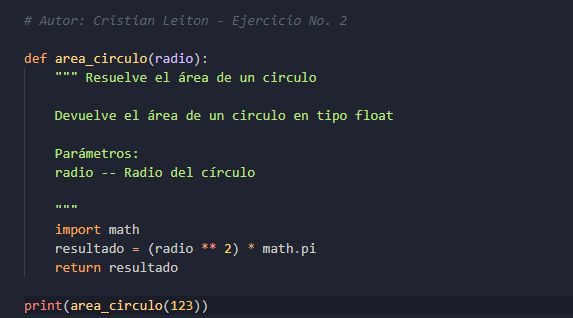 # Autor: Cristian Leiton - Ejercicio No. 2
def area_circulo(radio):
""" Resuelve el área de un circulo
Devuelve el área de un circulo en tipo float
Parámetros:
radio -- Radio del círculo
"""
import math
resultado = (radio ** 2) * math.pi
return resultado
print(area_circulo(123))